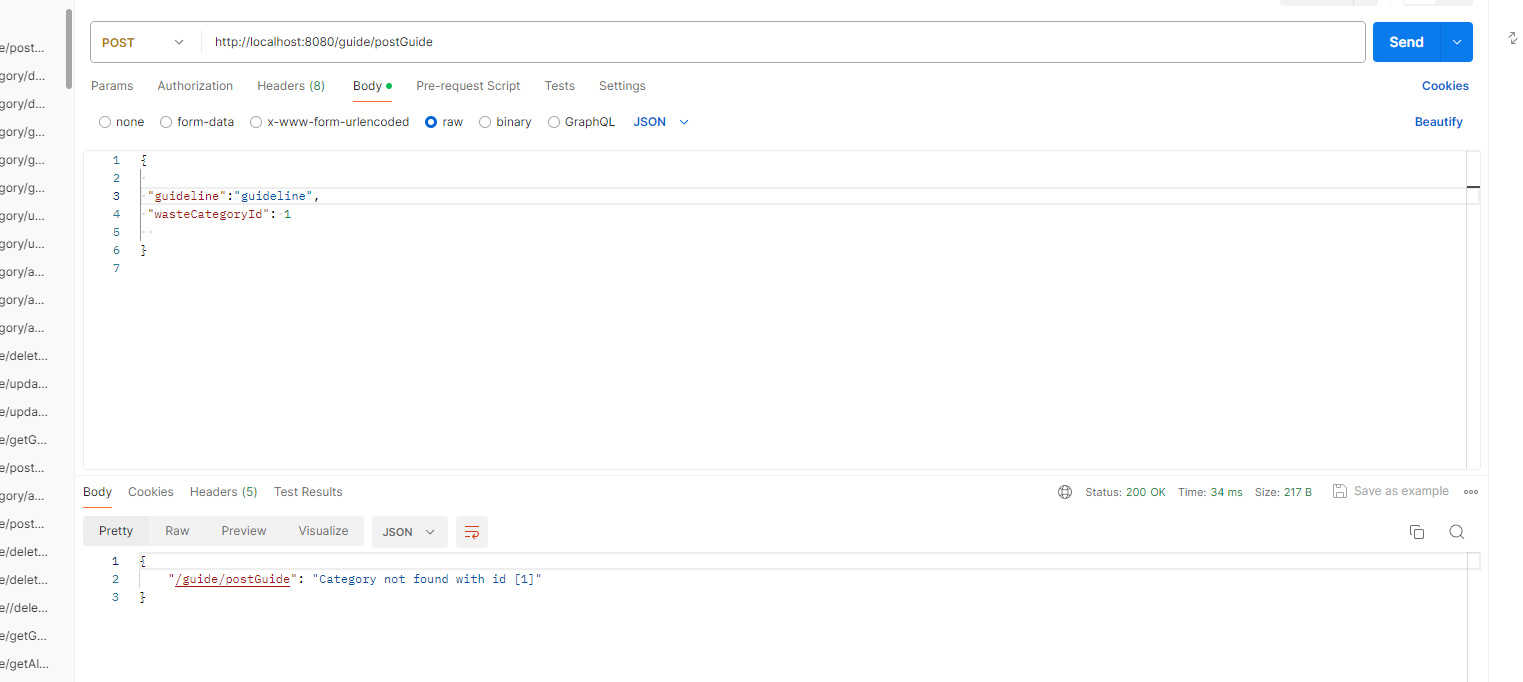 POST http://localhost:8080/guide/postGuide Send
Params Authorization Headers (8) Body Pre-request Script Tests Settings Cookies
none form-data x-www-form-urlencoded raw binary GraphQL JSON Beautify
1 {
2
3 "guideline":"guideline",
4 "wasteCategoryId": 1
5
6 }
7
e/post...
gory/d...
gory/d...
gory/g...
gory/g...
gory/g...
gory/u...
gory/u...
gory/a...
gory/a...
gory/a...
e/delet...
e/upda...
e/upda...
e/getG...
e/post...
gory/a...
e/post...
e/delet...
e/delet...
e//dele...
e/getG...
e/getAl...
Body Cookies Headers (5) Test Results Status: 200 OK Time: 34 ms Size: 217 B Save as example
Pretty Raw Preview Visualize JSON
1 {
2 "/guide/postGuide": "Category not found with id [1]"
3 }